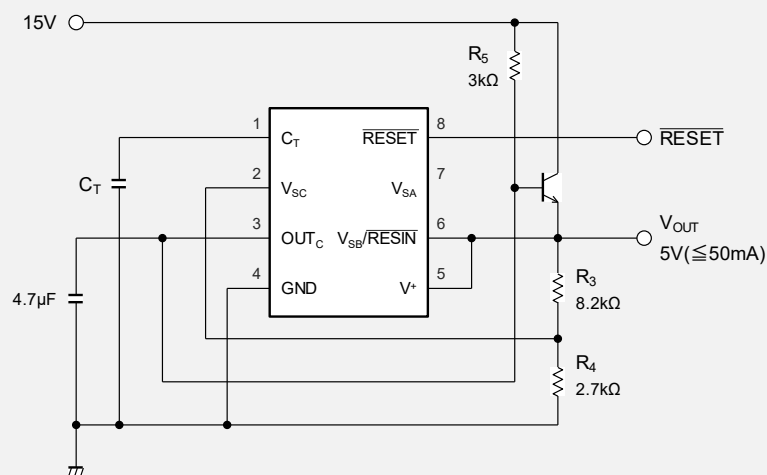 15V
R5
3kΩ
1
CT
RESET
8
RESET
CT
2
VSC
VSA
7
3
OUTC
VSB/RESIN
6
VOUT
5V(≦50mA)
4.7μF
4
GND
V+
5
R3
8.2kΩ
R4
2.7kΩ